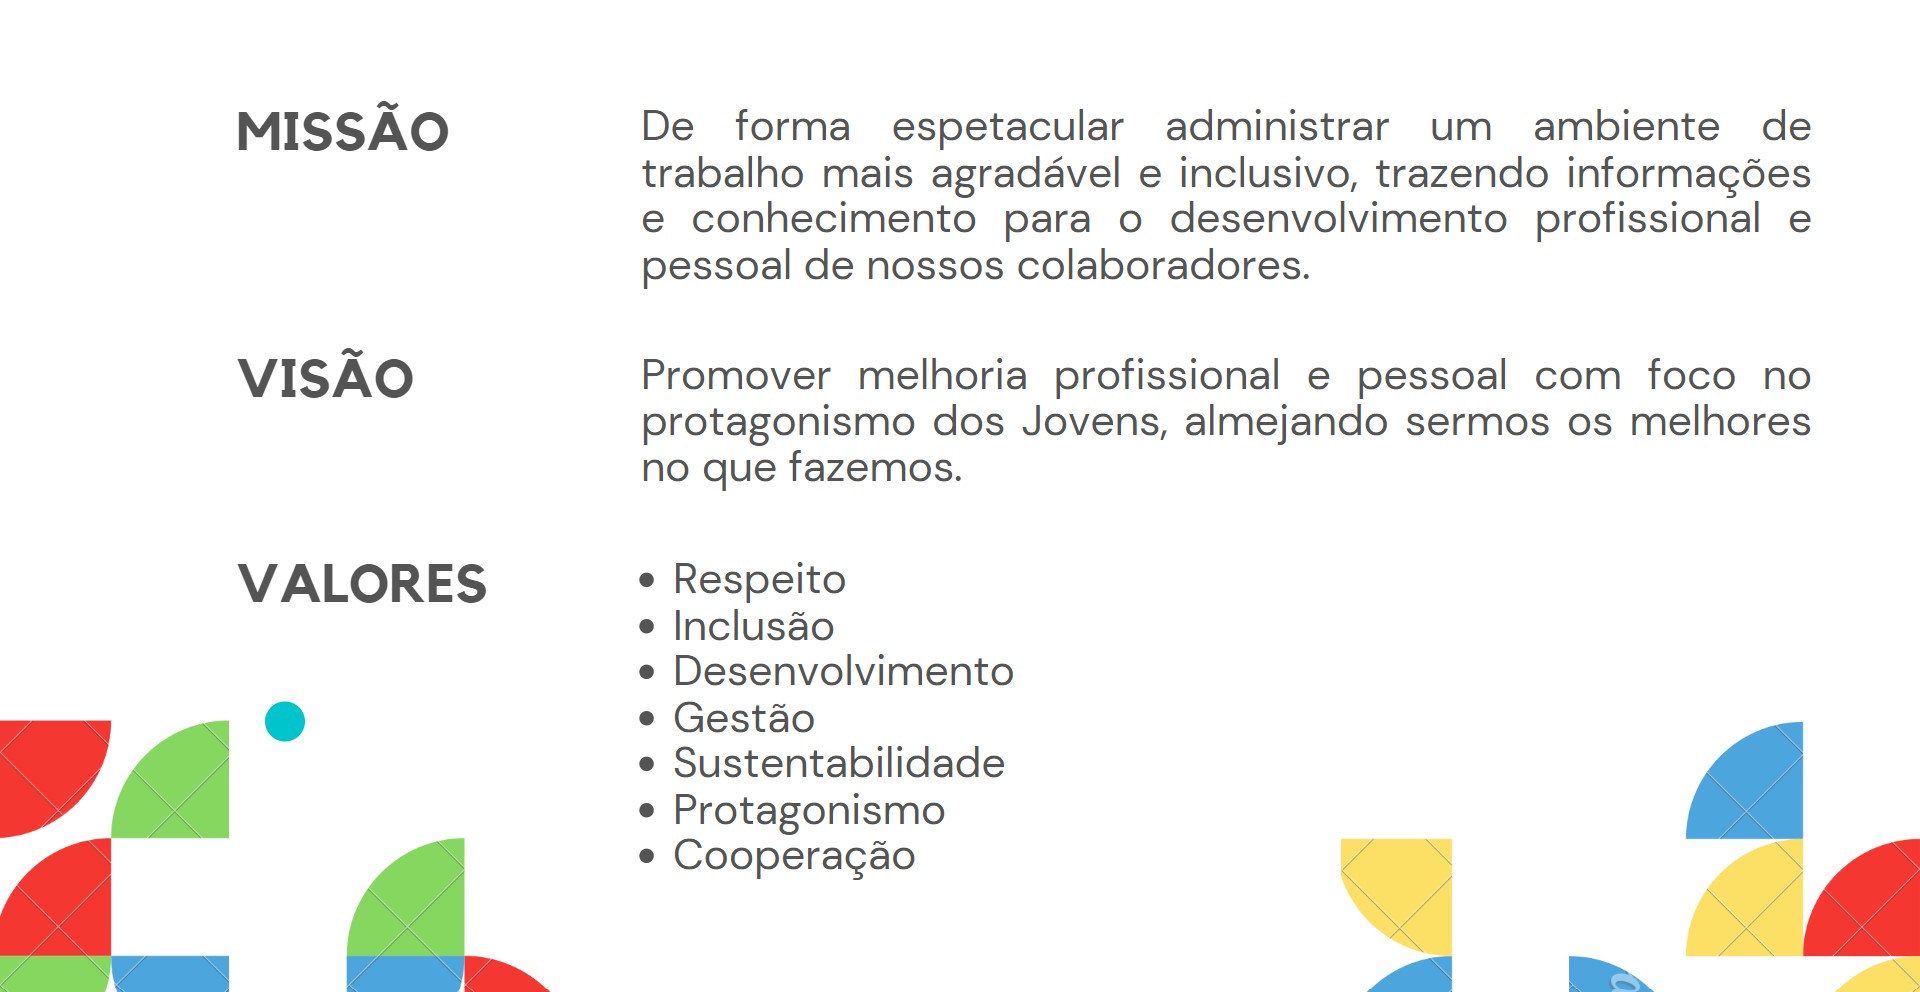 MISSÃO
De forma espetacular administrar um ambiente de
trabalho mais agradável e inclusivo, trazendo informações
e conhecimento para o desenvolvimento profissional e
pessoal de nossos colaboradores.
VISÃO
Promover melhoria profissional e pessoal com foco no
protagonismo dos Jovens, almejando sermos os melhores
no que fazemos.
VALORES
• Respeito
• Inclusão
• Desenvolvimento
• Gestão
• Sustentabilidade
• Protagonismo
• Cooperação